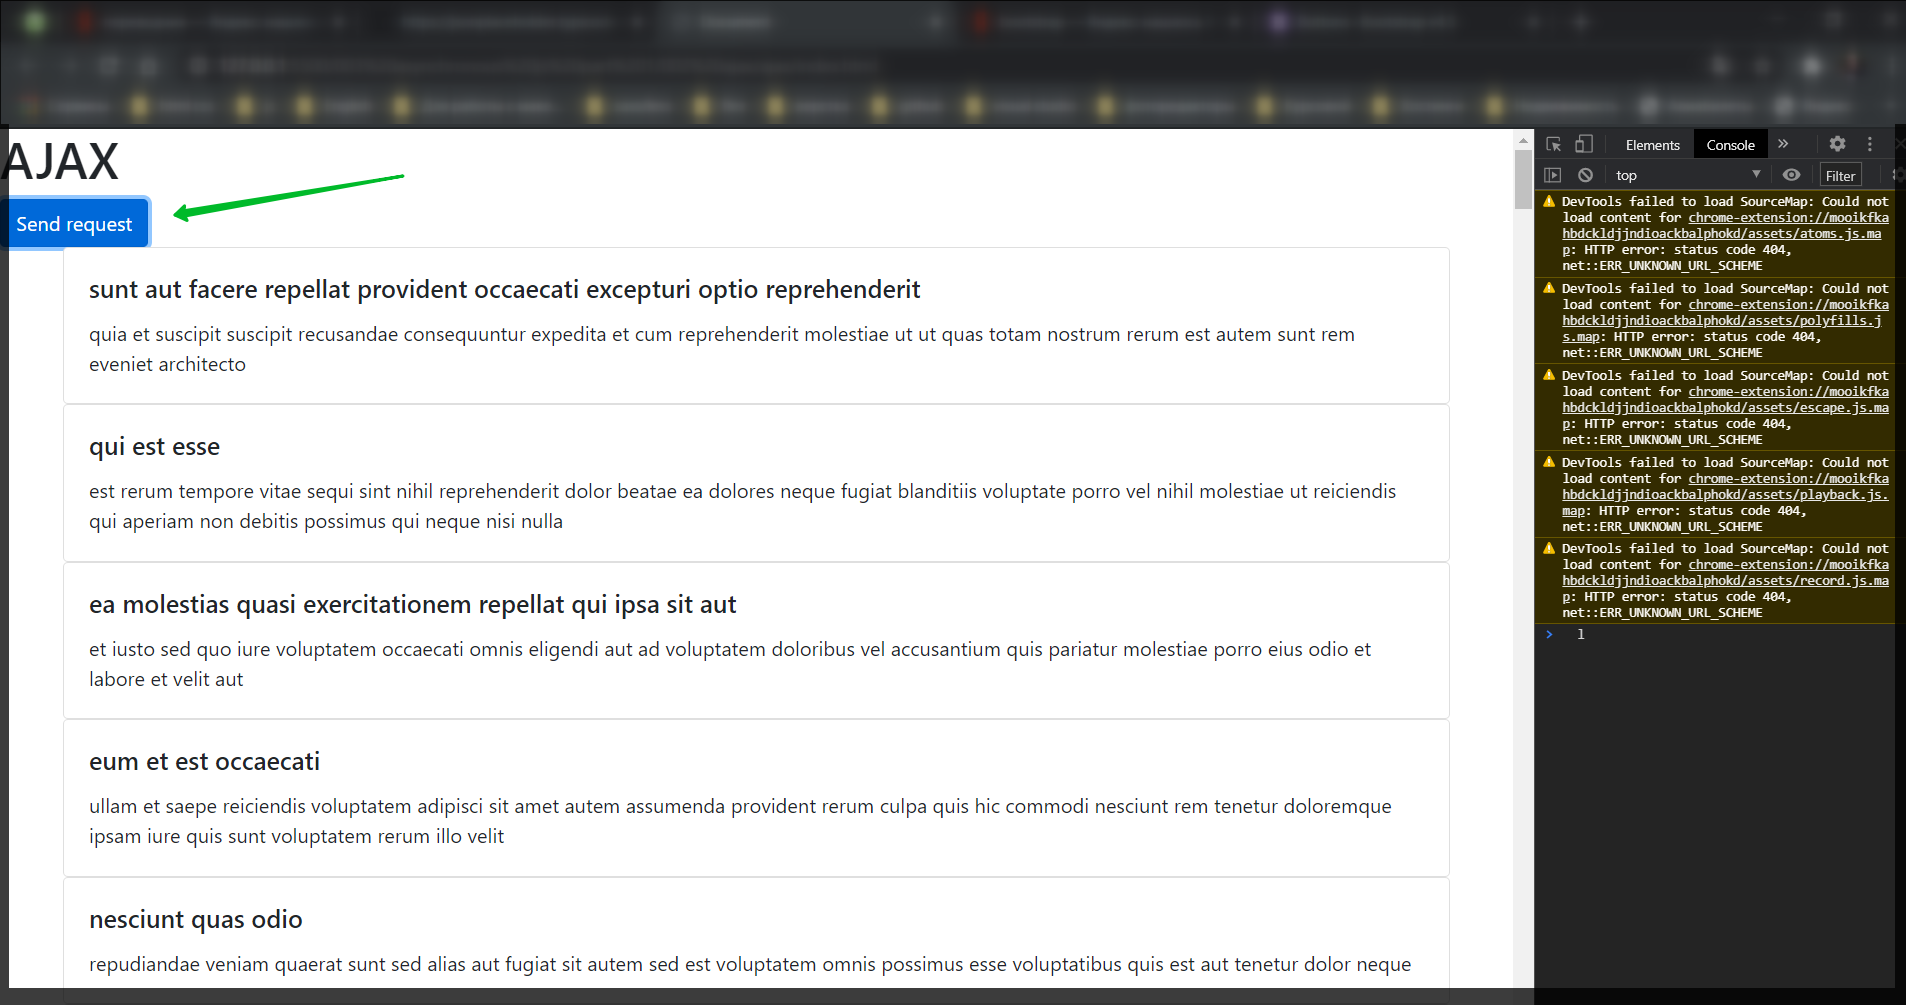 AJAX
Send request
sunt aut facere repellat provident occaecati excepturi optio reprehenderit
quia et suscipit suscipit recusandae consequuntur expedita et cum reprehenderit molestiae ut ut quas totam nostrum rerum est autem sunt rem
eveniet architecto
qui est esse
est rerum tempore vitae sequi sint nihil reprehenderit dolor beatae ea dolores neque fugiat blanditiis voluptate porro vel nihil molestiae ut reiciendis
qui aperiam non debitis possimus qui neque nisi nulla
ea molestias quasi exercitationem repellat qui ipsa sit aut
et iusto sed quo iure voluptatem occaecati omnis eligendi aut ad voluptatem doloribus vel accusantium quis pariatur molestiae porro eius odio et
labore et velit aut
eum et est occaecati
ullam et saepe reiciendis voluptatem adipisci sit amet autem assumenda provident rerum culpa quis hic commodi nesciunt rem tenetur doloremque
ipsam iure quis sunt voluptatem rerum illo velit
nesciunt quas odio
repudiandae veniam quaerat sunt sed alias aut fugiat sit autem sed est voluptatem omnis possimus esse voluptatibus quis est aut tenetur dolor neque
Elements Console
top Filter
DevTools failed to load SourceMap: Could not
load content for chrome-extension://mooikfka
hbdckldjjndioackbalphokd/assets/atoms.js.ma
p: HTTP error: status code 404,
net::ERR_UNKNOWN_URL_SCHEME
DevTools failed to load SourceMap: Could not
load content for chrome-extension://mooikfka
hbdckldjjndioackbalphokd/assets/polyfills.j
s.map: HTTP error: status code 404,
net::ERR_UNKNOWN_URL_SCHEME
DevTools failed to load SourceMap: Could not
load content for chrome-extension://mooikfka
hbdckldjjndioackbalphokd/assets/escape.js.ma
p: HTTP error: status code 404,
net::ERR_UNKNOWN_URL_SCHEME
DevTools failed to load SourceMap: Could not
load content for chrome-extension://mooikfka
hbdckldjjndioackbalphokd/assets/playback.js.
map: HTTP error: status code 404,
net::ERR_UNKNOWN_URL_SCHEME
DevTools failed to load SourceMap: Could not
load content for chrome-extension://mooikfka
hbdckldjjndioackbalphokd/assets/record.js.ma
p: HTTP error: status code 404,
net::ERR_UNKNOWN_URL_SCHEME
l